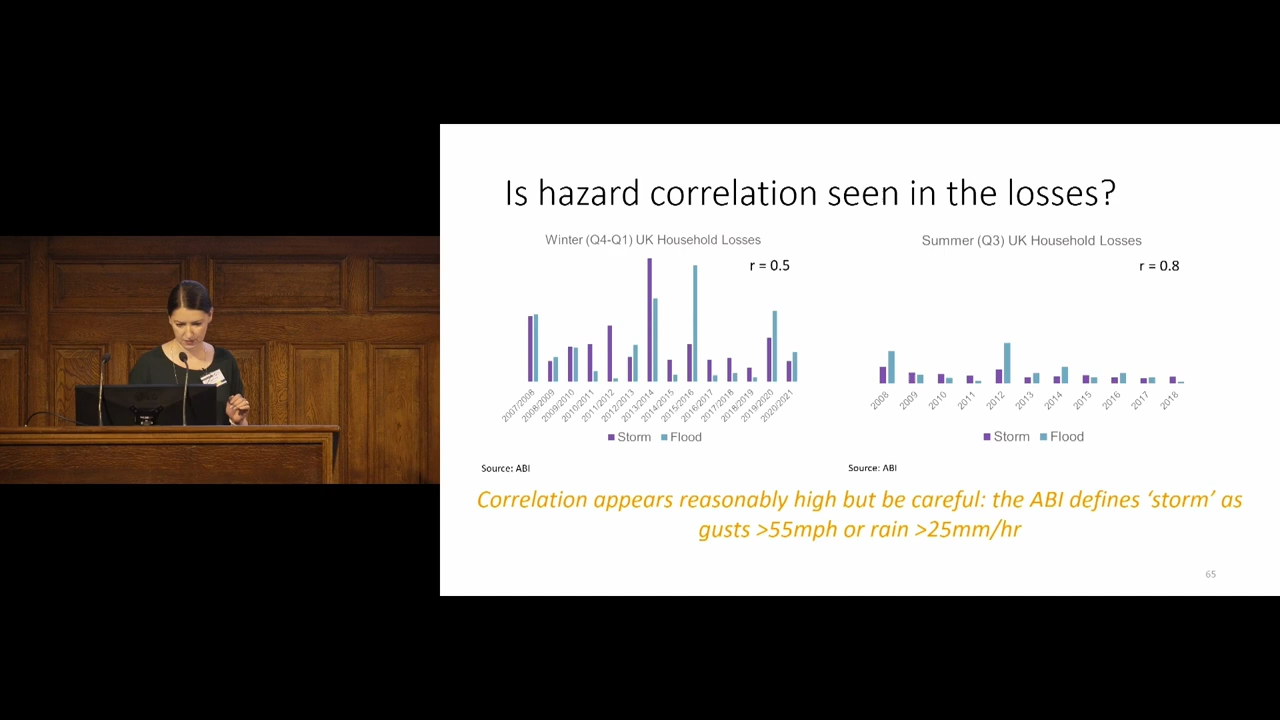 Is hazard correlation seen in the losses?
Winter (Q4-Q1) UK Household Losses
r = 0.5
2007/2008
2008/2009
2009/2010
2010/2011
2011/2012
2012/2013
2013/2014
2014/2015
2015/2016
2016/2017
2017/2018
2018/2019
2019/2020
2020/2021
Storm Flood
Source: ABI
Summer (Q3) UK Household Losses
r = 0.8
2008
2009
2010
2011
2012
2013
2014
2015
2016
2017
2018
Storm Flood
Source: ABI
Correlation appears reasonably high but be careful: the ABI defines ‘storm’ as
gusts >55mph or rain >25mm/hr
65